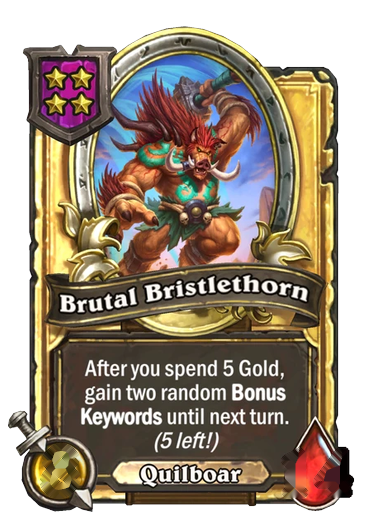 Brutal Bristlethorn
After you spend 5 Gold,
gain two random Bonus
Keywords until next turn.
(5 left!)
Quilboar